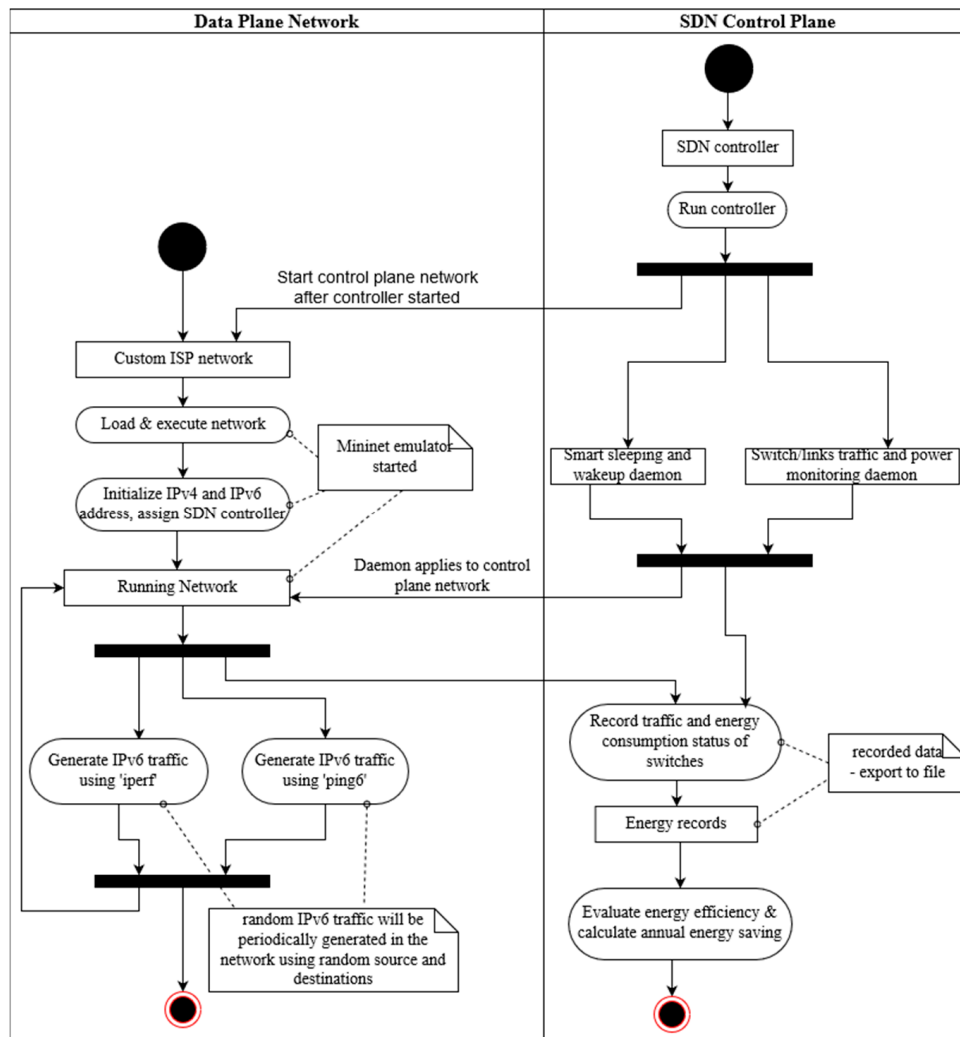 Data Plane Network
SDN Control Plane
SDN controller
Run controller
Start control plane network
after controller started
Custom ISP network
Load & execute network
Mininet emulator
started
Initialize IPv4 and IPv6
address, assign SDN controller
Smart sleeping and
wakeup daemon
Switch/links traffic and power
monitoring daemon
Running Network
Daemon applies to control
plane network
Generate IPv6 traffic
using 'iperf'
Generate IPv6 traffic
using 'ping6'
Record traffic and energy
consumption status of
switches
recorded data
- export to file
Energy records
random IPv6 traffic will be
periodically generated in the
network using random source and
destinations
Evaluate energy efficiency &
calculate annual energy saving